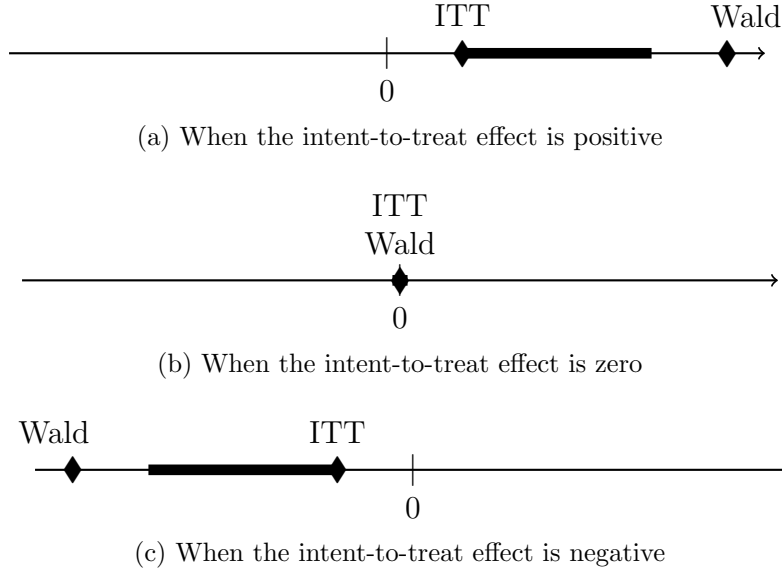 ITT Wald
0
(a) When the intent-to-treat effect is positive
ITT
Wald
0
(b) When the intent-to-treat effect is zero
Wald ITT
0
(c) When the intent-to-treat effect is negative